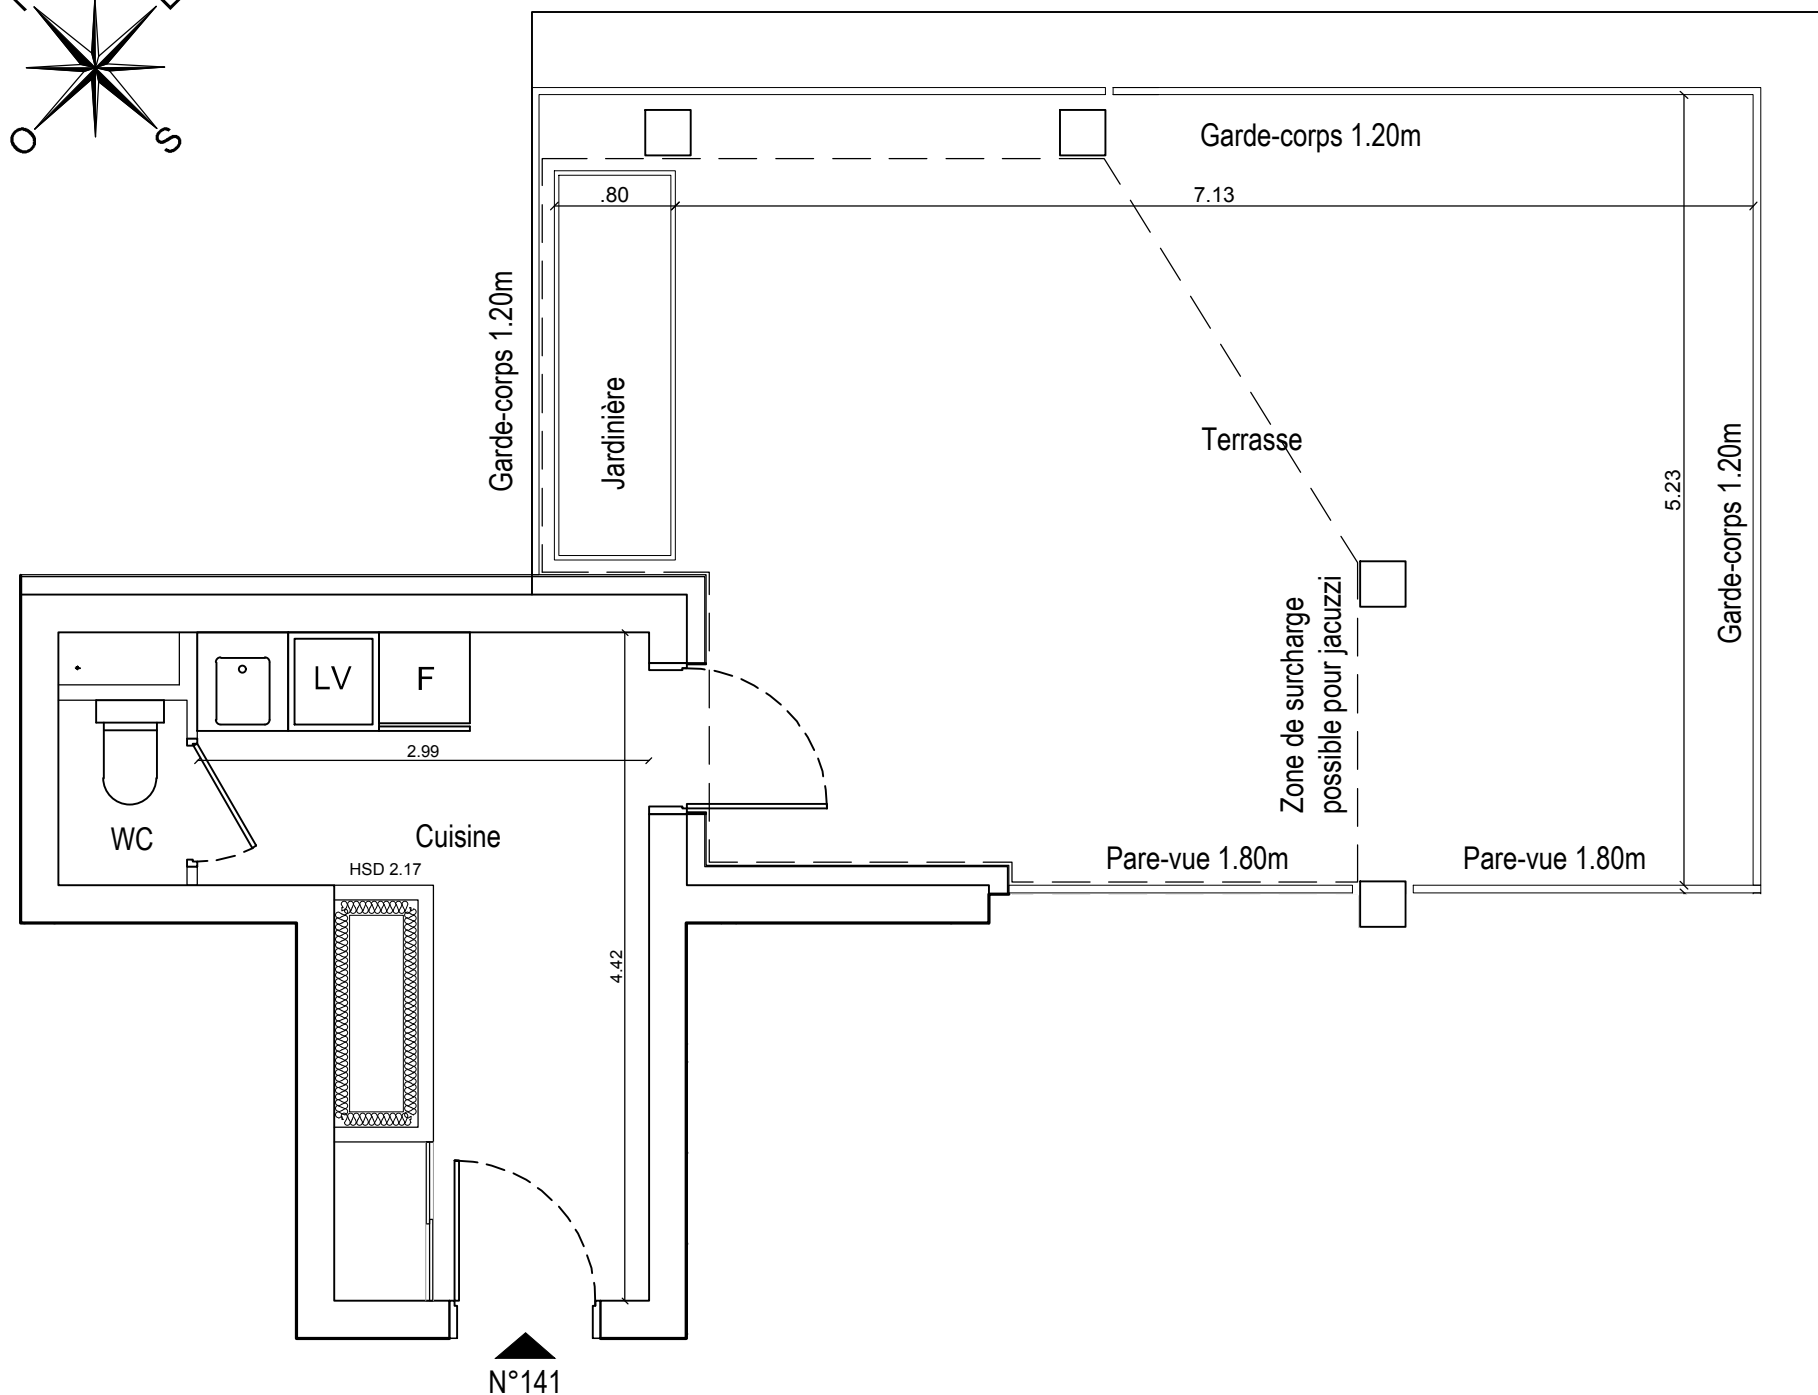 O
S
Garde-corps 1.20m
.80
7.13
Garde-corps 1.20m
Jardinière
Terrasse
5.23
Garde-corps 1.20m
Zone de surcharge
possible pour jacuzzi
LV
F
2.99
WC
Cuisine
HSD 2.17
Pare-vue 1.80m
Pare-vue 1.80m
4.42
N°141